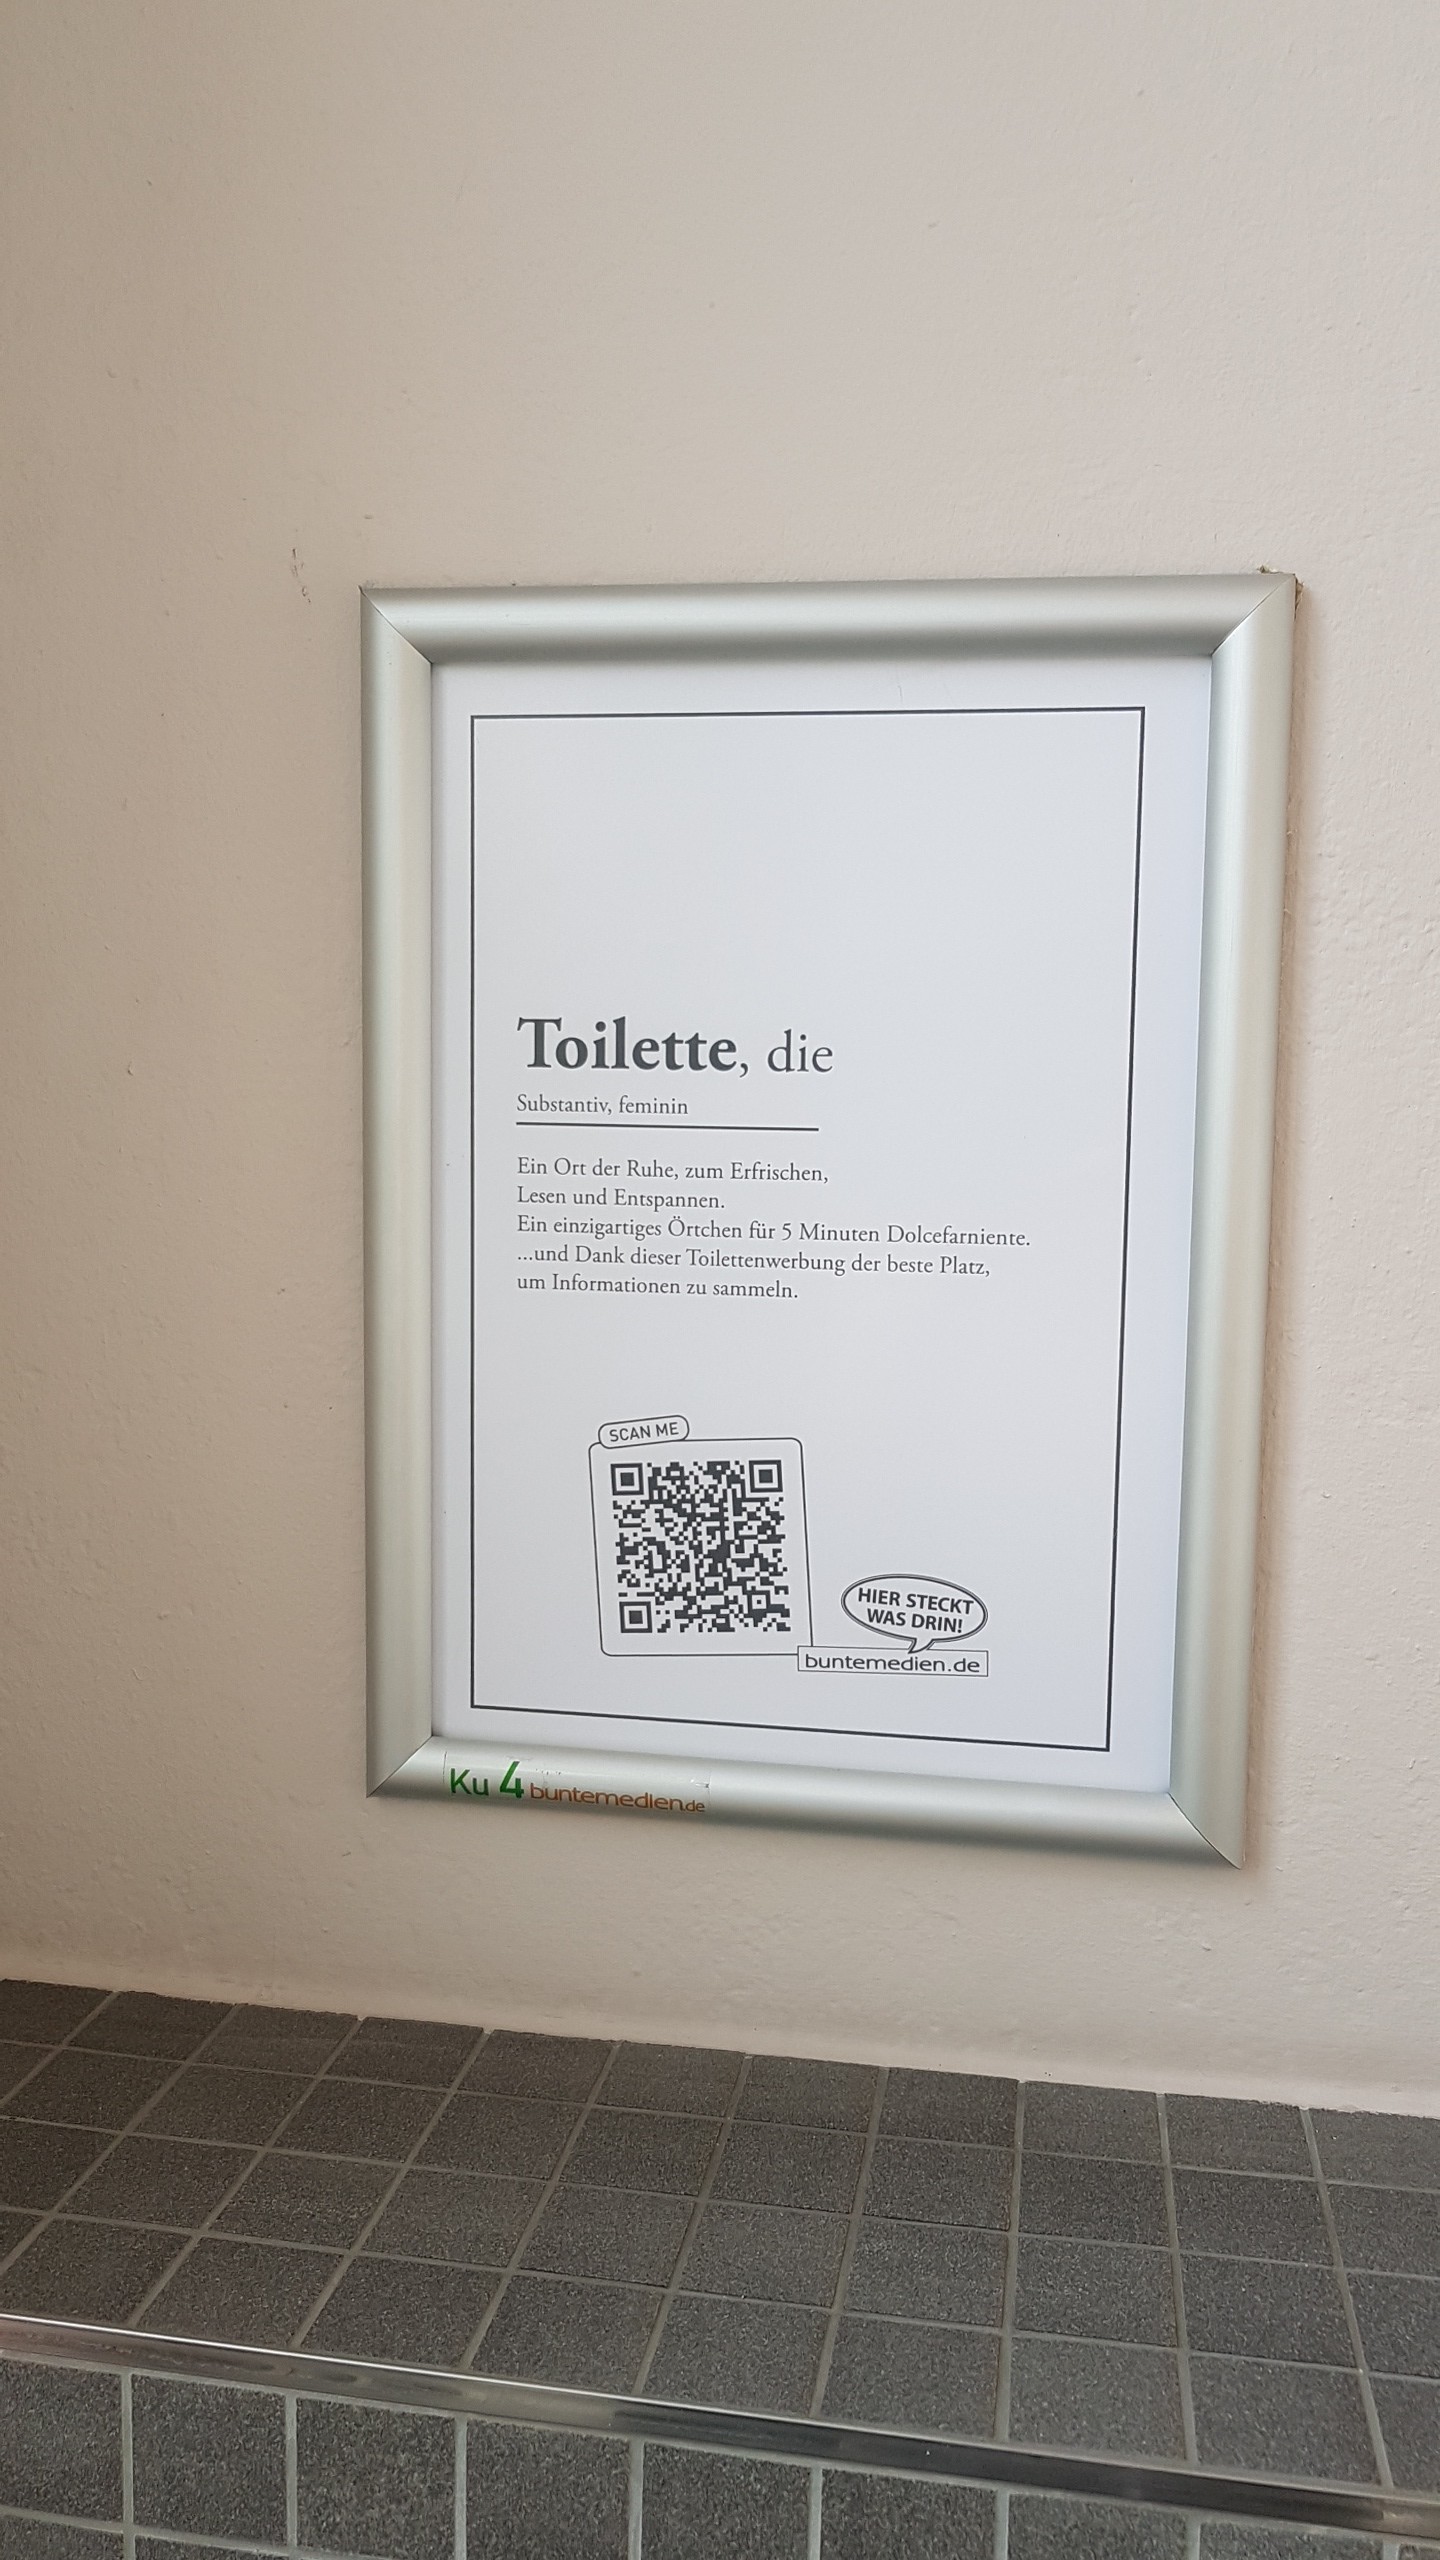 Toilette, die
Substantiv, feminin
Ein Ort der Ruhe, zum Erfrischen,
Lesen und Entspannen.
Ein einzigartiges Örtchen für 5 Minuten Dolcefarniente.
...und Dank dieser Toilettenwerbung der beste Platz,
um Informationen zu sammeln.
SCAN ME
HIER STECKT
WAS DRIN!
buntemedien.de
Ku 4 buntemedien.de